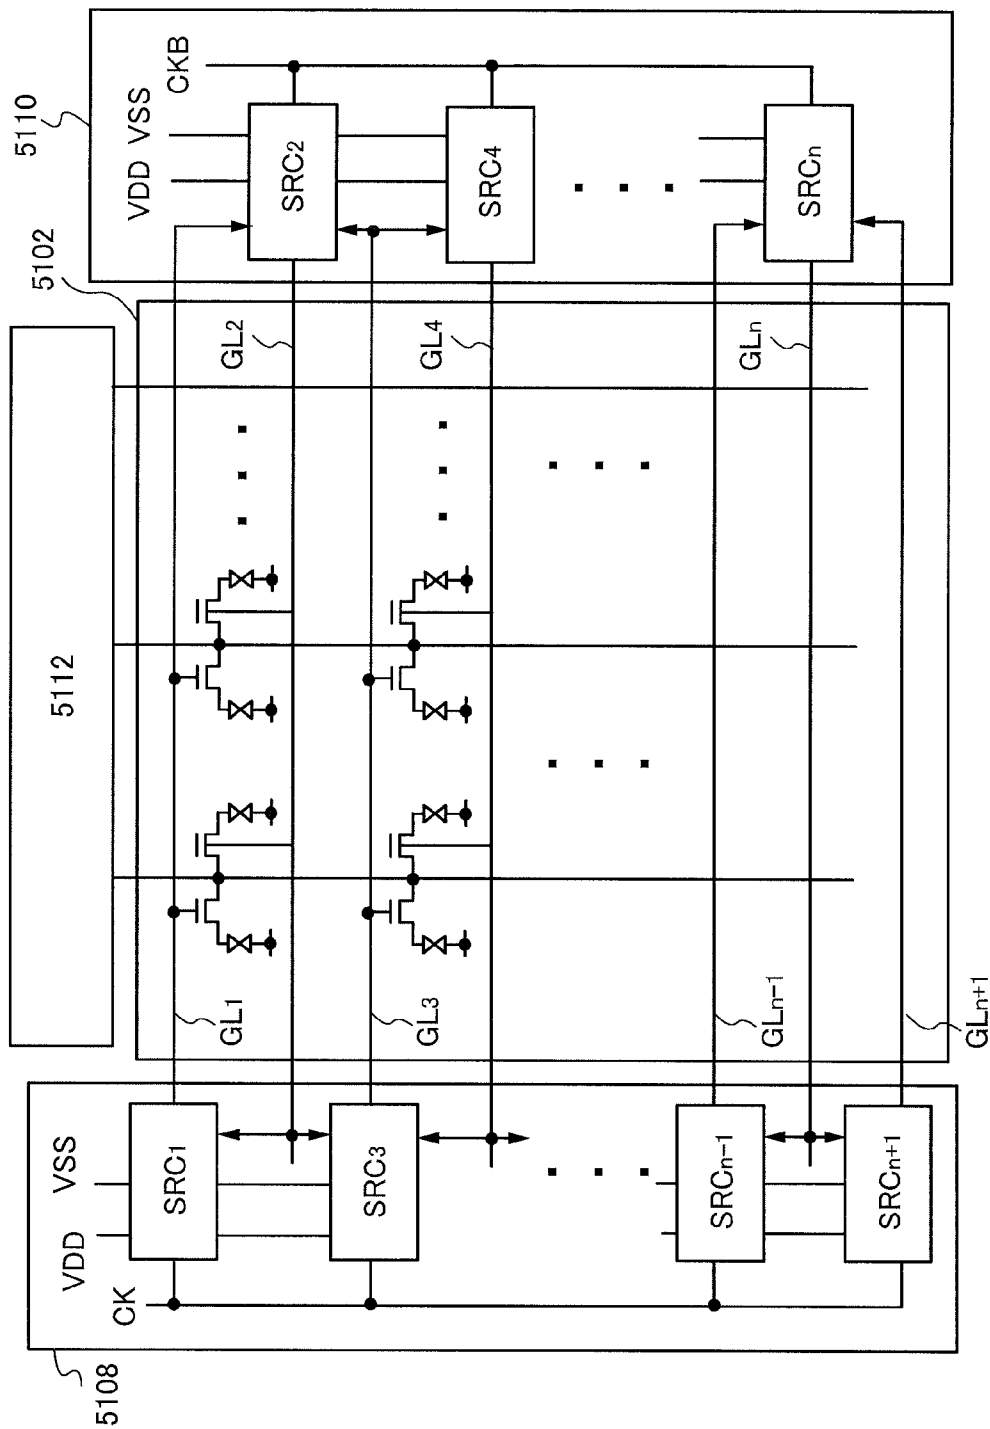 5112
5102
5108
5110
CK
VDD
VSS
VDD
VSS
CKB
SRC1
GL1
GL2
SRC2
SRC3
GL3
GL4
SRC4
SRCn-1
GLn-1
GLn
SRCn
SRCn+1
GLn+1